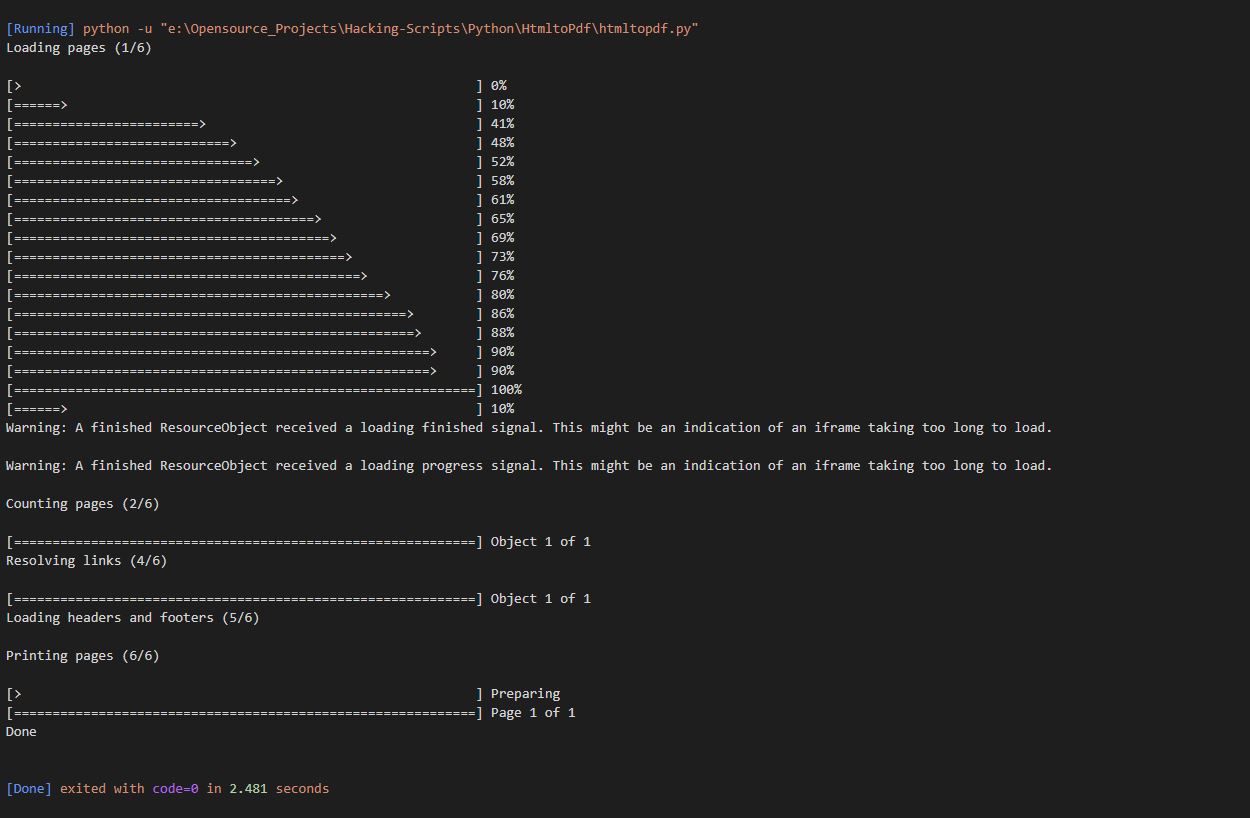 [Running] python -u "e:\Opensource_Projects\Hacking-Scripts\Python\HtmltoPdf\htmltopdf.py"
Loading pages (1/6)
[>                                                           ] 0%
[======>                                                     ] 10%
[========================>                                   ] 41%
[============================>                               ] 48%
[===============================>                            ] 52%
[==================================>                         ] 58%
[====================================>                       ] 61%
[=======================================>                    ] 65%
[=========================================>                  ] 69%
[===========================================>                ] 73%
[=============================================>              ] 76%
[================================================>           ] 80%
[===================================================>        ] 86%
[====================================================>       ] 88%
[======================================================>     ] 90%
[======================================================>     ] 90%
[============================================================] 100%
[======>                                                     ] 10%
Warning: A finished ResourceObject received a loading finished signal. This might be an indication of an iframe taking too long to load.
Warning: A finished ResourceObject received a loading progress signal. This might be an indication of an iframe taking too long to load.
Counting pages (2/6)
[============================================================] Object 1 of 1
Resolving links (4/6)
[============================================================] Object 1 of 1
Loading headers and footers (5/6)
Printing pages (6/6)
[>                                                           ] Preparing
[============================================================] Page 1 of 1
Done
[Done] exited with code=0 in 2.481 seconds